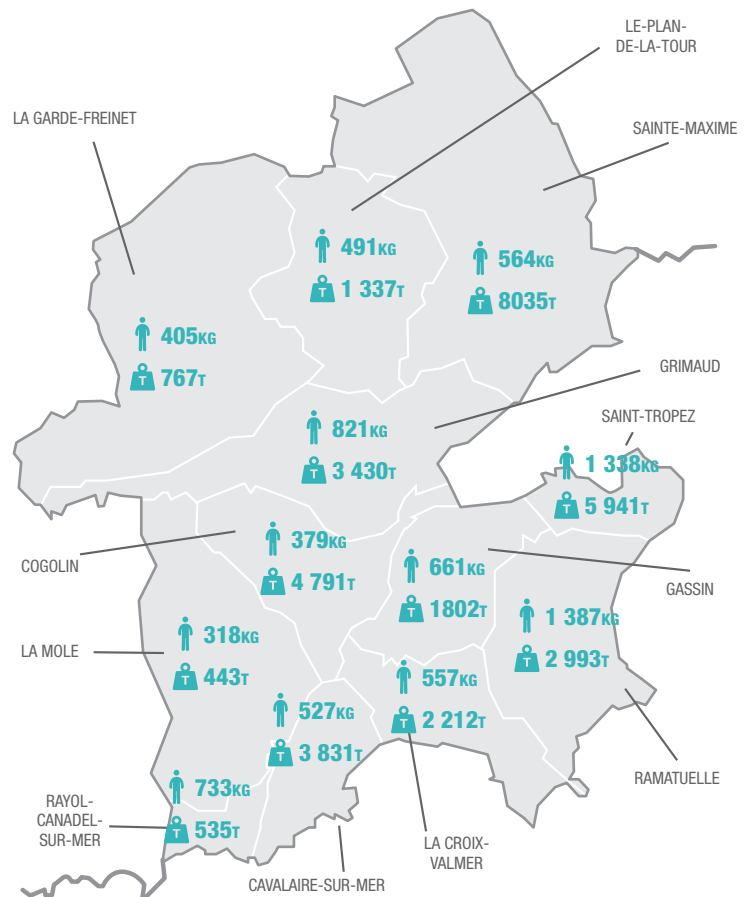 LE-PLAN-
DE-LA-TOUR
LA GARDE-FREINET
SAINTE-MAXIME
491KG
T 1 337T
564KG
T 8035T
405KG
T 767T
GRIMAUD
SAINT-TROPEZ
821KG
T 3 430T
1 338KG
T 5 941T
COGOLIN
379KG
T 4 791T
661KG
T 1802T
GASSIN
1 387KG
T 2 993T
LA MOLE
318KG
T 443T
557KG
T 2 212T
527KG
T 3 831T
RAMATUELLE
733KG
T 535T
RAYOL-
CANADEL-
SUR-MER
LA CROIX-
VALMER
CAVALAIRE-SUR-MER